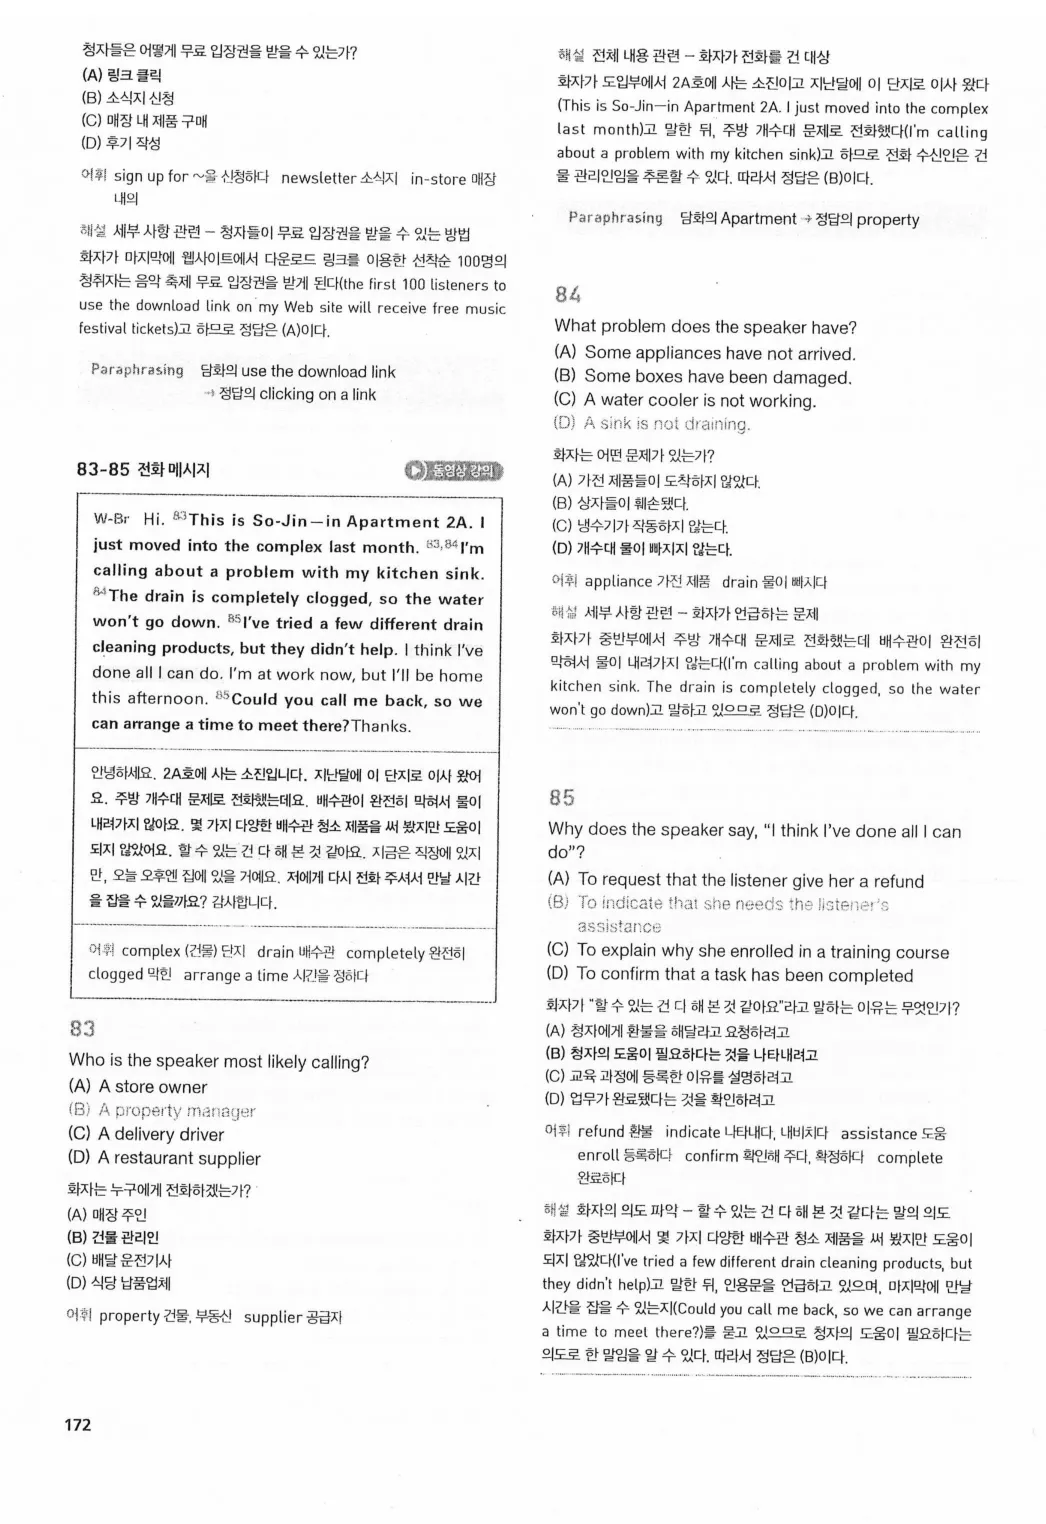 청자들은 어떻게 무료 입장권을 받을 수 있는가?
(A) 링크 클릭
(B) 소식지 신청
(C) 매장 내 제품 구매
(D) 후기 작성
어휘 sign up for ~을 신청하다 newsletter 소식지 in-store 매장
내의
해설 세부 사항 관련 – 청자들이 무료 입장권을 받을 수 있는 방법
화자가 마지막에 웹사이트에서 다운로드 링크를 이용한 선착순 100명의
청취자는 음악 축제 무료 입장권을 받게 된다(the first 100 listeners to
use the download link on my Web site will receive free music
festival tickets)고 하므로 정답은 (A)이다.
Paraphrasing 담화의 use the download link
→ 정답의 clicking on a link
83-85 전화 메시지
동영상 강의
W-Br Hi. 83This is So-Jin—in Apartment 2A. I
just moved into the complex last month. 83,84I'm
calling about a problem with my kitchen sink.
84The drain is completely clogged, so the water
won't go down. 85I've tried a few different drain
cleaning products, but they didn't help. I think I've
done all I can do. I'm at work now, but I'll be home
this afternoon. 85Could you call me back, so we
can arrange a time to meet there?Thanks.
안녕하세요. 2A호에 사는 소진입니다. 지난달에 이 단지로 이사 왔어
요. 주방 개수대 문제로 전화했는데요. 배수관이 완전히 막혀서 물이
내려가지 않아요. 몇 가지 다양한 배수관 청소 제품을 써 봤지만 도움이
되지 않았어요. 할 수 있는 건 다 해 본 것 같아요. 지금은 직장에 있지
만, 오늘 오후엔 집에 있을 거예요. 저에게 다시 전화 주셔서 만날 시간
을 잡을 수 있을까요? 감사합니다.
어휘 complex (건물) 단지 drain 배수관 completely 완전히
clogged 막힌 arrange a time 시간을 정하다
83
Who is the speaker most likely calling?
(A) A store owner
(B) A property manager
(C) A delivery driver
(D) A restaurant supplier
화자는 누구에게 전화하겠는가?
(A) 매장 주인
(B) 건물 관리인
(C) 배달 운전기사
(D) 식당 납품업체
어휘 property 건물, 부동산 supplier 공급자
172
해설 전체 내용 관련 – 화자가 전화를 건 대상
화자가 도입부에서 2A호에 사는 소진이고 지난달에 이 단지로 이사 왔다
(This is So-Jin—in Apartment 2A. I just moved into the complex
last month)고 말한 뒤, 주방 개수대 문제로 전화했다(I'm calling
about a problem with my kitchen sink)고 하므로 전화 수신인은 건
물 관리인임을 추론할 수 있다. 따라서 정답은 (B)이다.
Paraphrasing 담화의 Apartment → 정답의 property
84
What problem does the speaker have?
(A) Some appliances have not arrived.
(B) Some boxes have been damaged.
(C) A water cooler is not working.
(D) A sink is not draining.
화자는 어떤 문제가 있는가?
(A) 가전 제품들이 도착하지 않았다.
(B) 상자들이 훼손됐다.
(C) 냉수기가 작동하지 않는다.
(D) 개수대 물이 빠지지 않는다.
어휘 appliance 가전 제품 drain 물이 빠지다
해설 세부 사항 관련 – 화자가 언급하는 문제
화자가 중반부에서 주방 개수대 문제로 전화했는데 배수관이 완전히
막혀서 물이 내려가지 않는다(I'm calling about a problem with my
kitchen sink. The drain is completely clogged, so the water
won't go down)고 말하고 있으므로 정답은 (D)이다.
85
Why does the speaker say, “I think I've done all I can
do”?
(A) To request that the listener give her a refund
(B) To indicate that she needs the listener's
assistance
(C) To explain why she enrolled in a training course
(D) To confirm that a task has been completed
화자가 "할 수 있는 건 다 해 본 것 같아요"라고 말하는 이유는 무엇인가?
(A) 청자에게 환불을 해달라고 요청하려고
(B) 청자의 도움이 필요하다는 것을 나타내려고
(C) 교육 과정에 등록한 이유를 설명하려고
(D) 업무가 완료됐다는 것을 확인하려고
어휘 refund 환불 indicate 나타내다, 내비치다 assistance 도움
enroll 등록하다 confirm 확인해 주다, 확정하다 complete
완료하다
해설 화자의 의도 파악 – 할 수 있는 건 다 해 본 것 같다는 말의 의도
화자가 중반부에서 몇 가지 다양한 배수관 청소 제품을 써 봤지만 도움이
되지 않았다(I've tried a few different drain cleaning products, but
they didn't help)고 말한 뒤, 인용문을 언급하고 있으며, 마지막에 만날
시간을 잡을 수 있는지(Could you call me back, so we can arrange
a time to meet there?)를 묻고 있으므로 청자의 도움이 필요하다는
의도로 한 말임을 알 수 있다. 따라서 정답은 (B)이다.